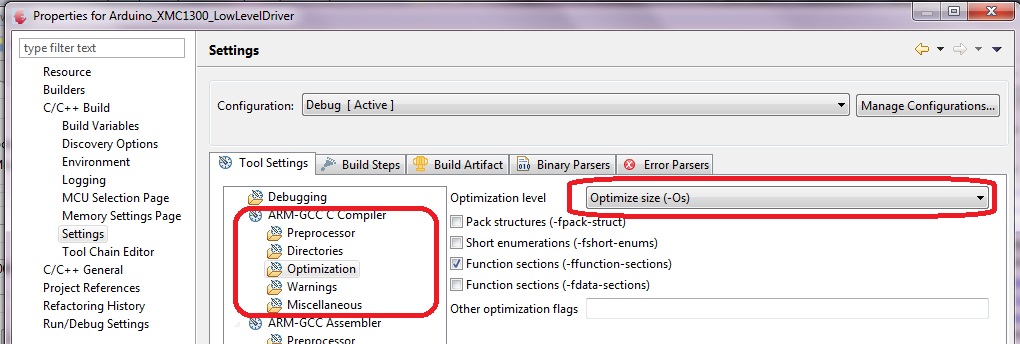 Properties for Arduino_XMC1300_LowLevelDriver
type filter text
Resource
Builders
C/C++ Build
Build Variables
Discovery Options
Environment
Logging
MCU Selection Page
Memory Settings Page
Settings
Tool Chain Editor
C/C++ General
Project References
Refactoring History
Run/Debug Settings
Settings
Configuration:
Debug [ Active ]
Manage Configurations...
Tool Settings
Build Steps
Build Artifact
Binary Parsers
Error Parsers
Debugging
ARM-GCC C Compiler
Preprocessor
Directories
Optimization
Warnings
Miscellaneous
ARM-GCC Assembler
Preprocessor
Optimization level
Optimize size (-Os)
Pack structures (-fpack-struct)
Short enumerations (-fshort-enums)
Function sections (-ffunction-sections)
Function sections (-fdata-sections)
Other optimization flags